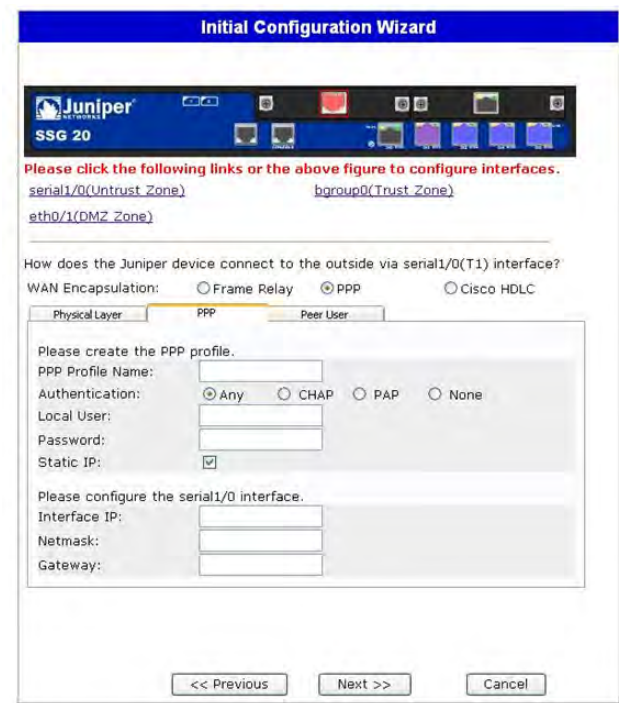 Initial Configuration Wizard
Juniper
NETWORKS
SSG 20
Please click the following links or the above figure to configure interfaces.
serial1/0(Untrust Zone)
bgroup0(Trust Zone)
eth0/1(DMZ Zone)
How does the Juniper device connect to the outside via serial1/0(T1) interface?
WAN Encapsulation: Frame Relay PPP Cisco HDLC
Physical Layer PPP Peer User
Please create the PPP profile.
PPP Profile Name:
Authentication: Any CHAP PAP None
Local User:
Password:
Static IP:
Please configure the serial1/0 interface.
Interface IP:
Netmask:
Gateway:
<< Previous Next >> Cancel